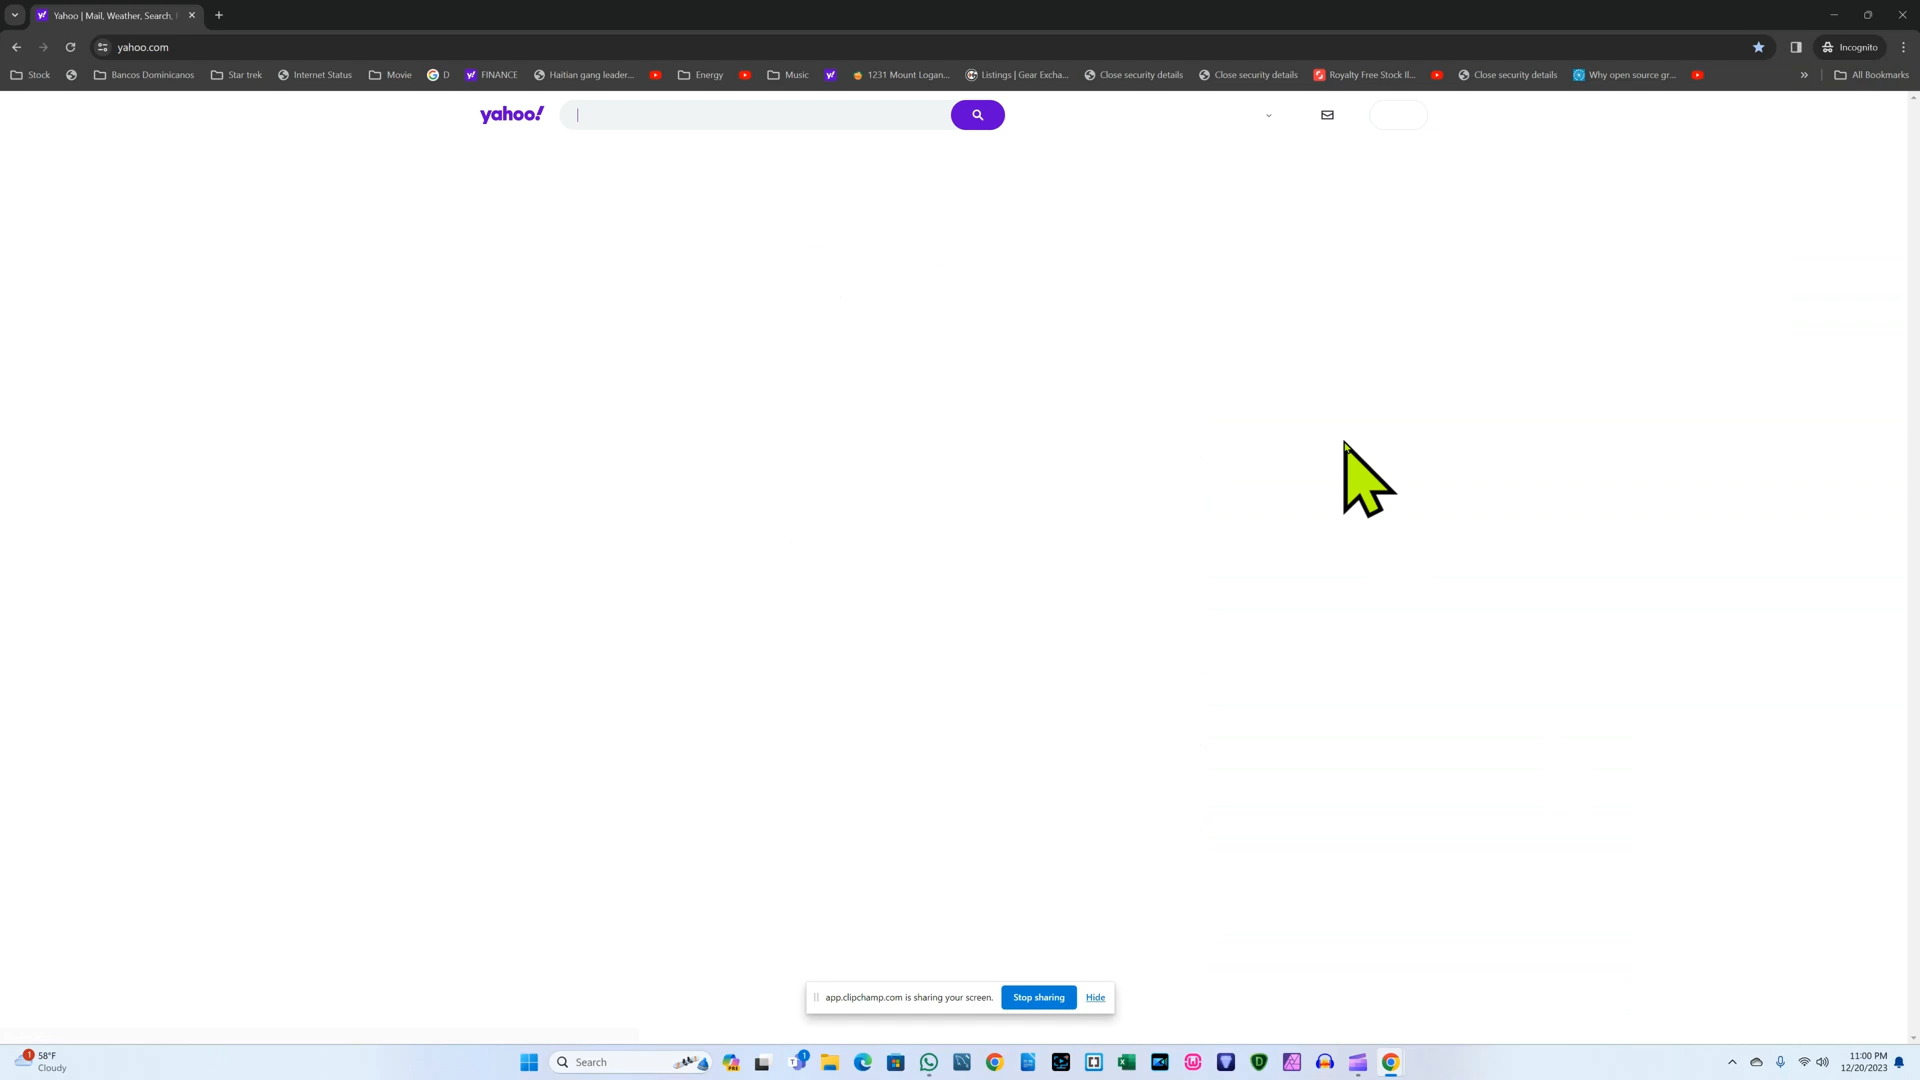 Yahoo | Mail, Weather, Search,
yahoo.com
Incognito
Stock
Bancos Dominicanos
Star trek
Internet Status
Movie
D
FINANCE
Haitian gang leader...
Energy
Music
1231 Mount Logan...
Listings | Gear Excha...
Close security details
Close security details
Royalty Free Stock Il...
Close security details
Why open source gr...
All Bookmarks
yahoo!
app.clipchamp.com is sharing your screen.
Stop sharing
Hide
1
58°F
Cloudy
Search
PRE
1
11:00 PM
12/20/2023